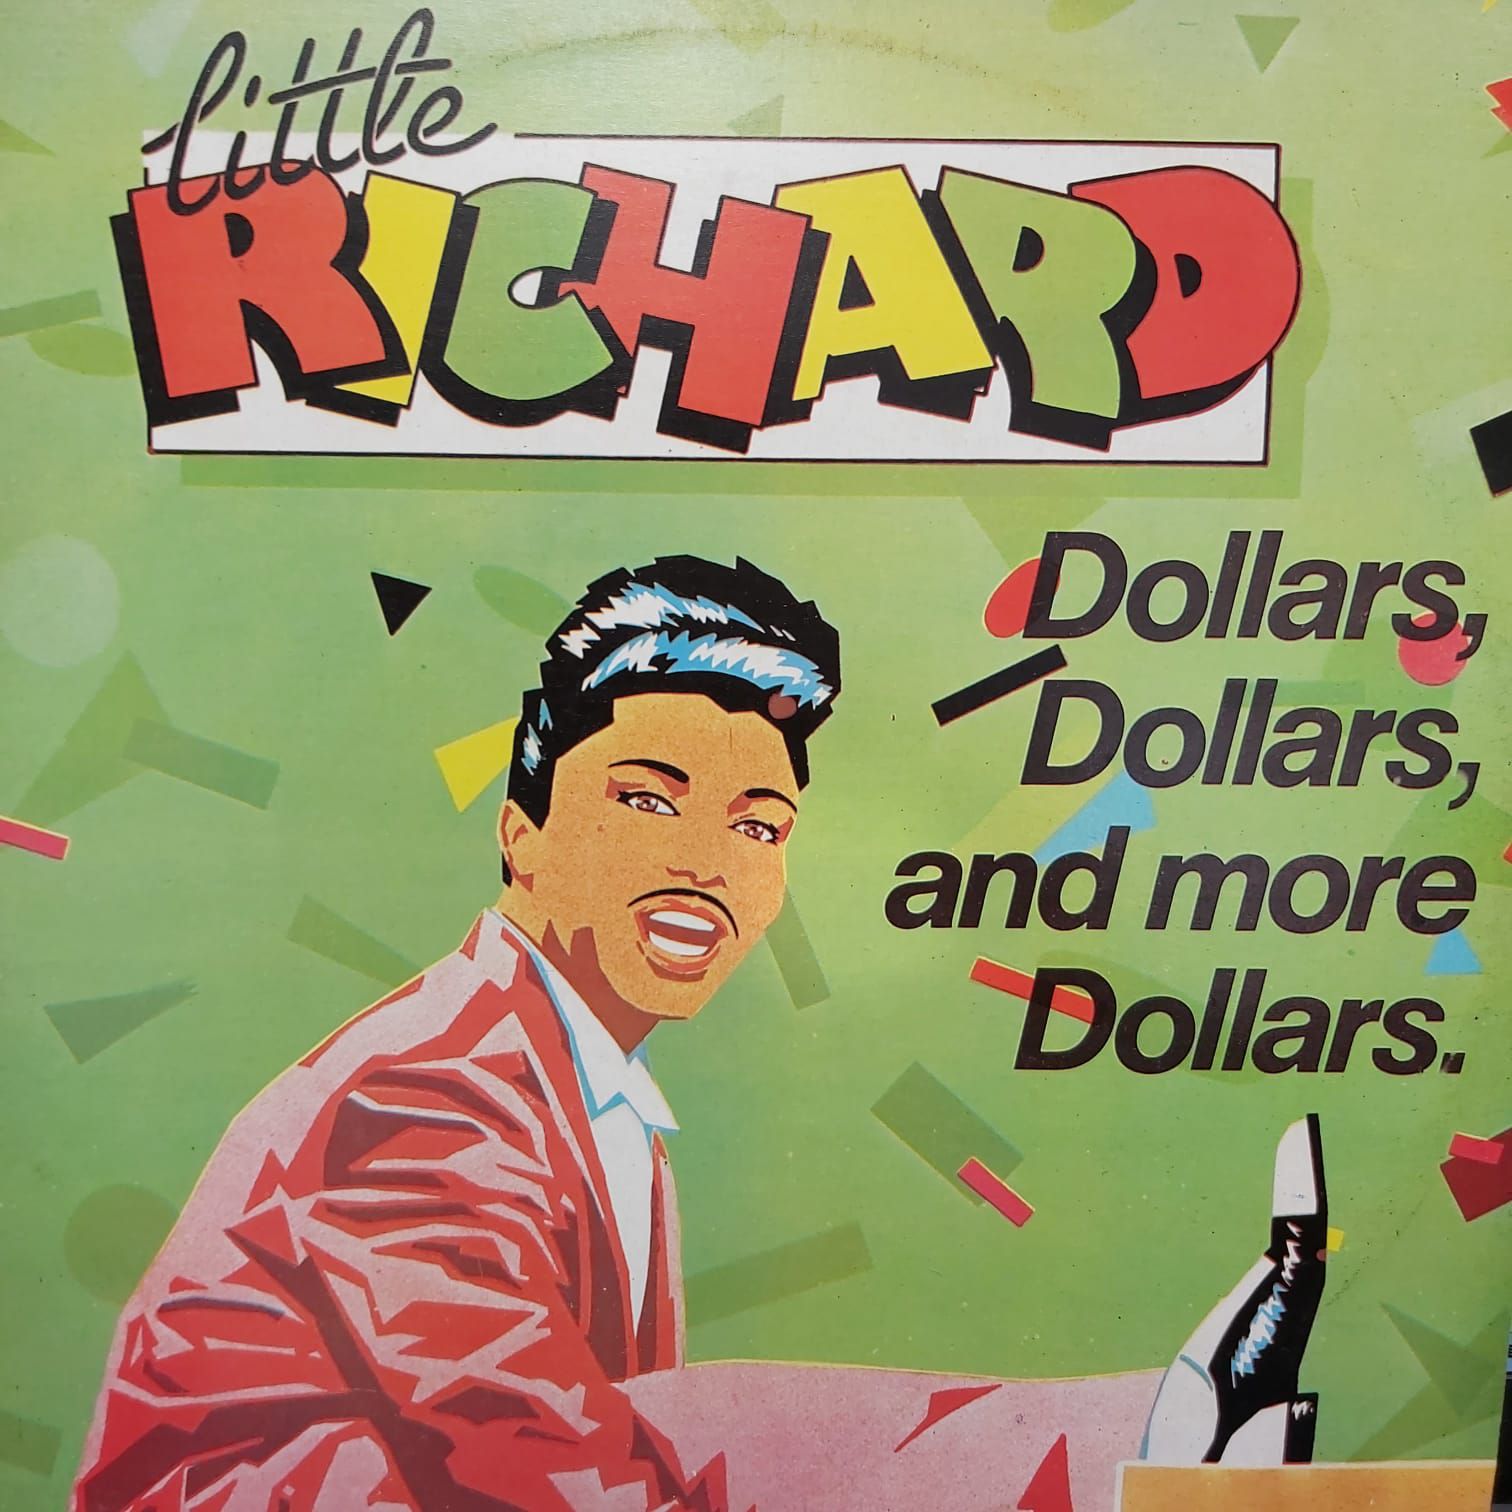 little
RICHARD
Dollars,
Dollars,
and more
Dollars.